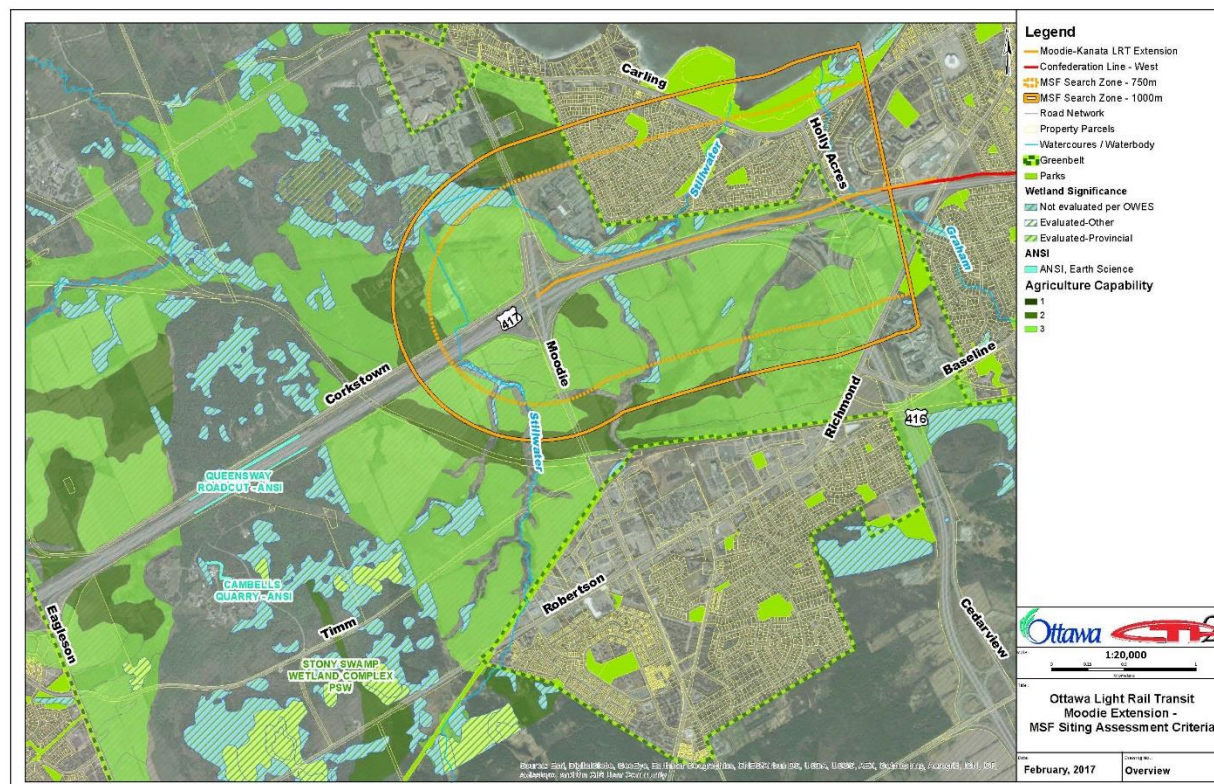 Carling
Holly Acres
Stillwater
Graham
417
Moodie
Corkstown
Richmond
Baseline
416
Stillwater
QUEENSWAY
ROADCUT - ANSI
CAMBELLS
QUARRY - ANSI
Robertson
Timm
Eagleson
STONY SWAMP
WETLAND COMPLEX
PSW
Cedarview
Legend
Moodie-Kanata LRT Extension
Confederation Line - West
MSF Search Zone - 750m
MSF Search Zone - 1000m
Road Network
Property Parcels
Watercoures / Waterbody
Greenbelt
Parks
Wetland Significance
Not evaluated per OWES
Evaluated-Other
Evaluated-Provincial
ANSI
ANSI, Earth Science
Agriculture Capability
1
2
3
Ottawa
1:20,000
Ottawa Light Rail Transit
Moodie Extension -
MSF Siting Assessment Criteria
February, 2017
Overview